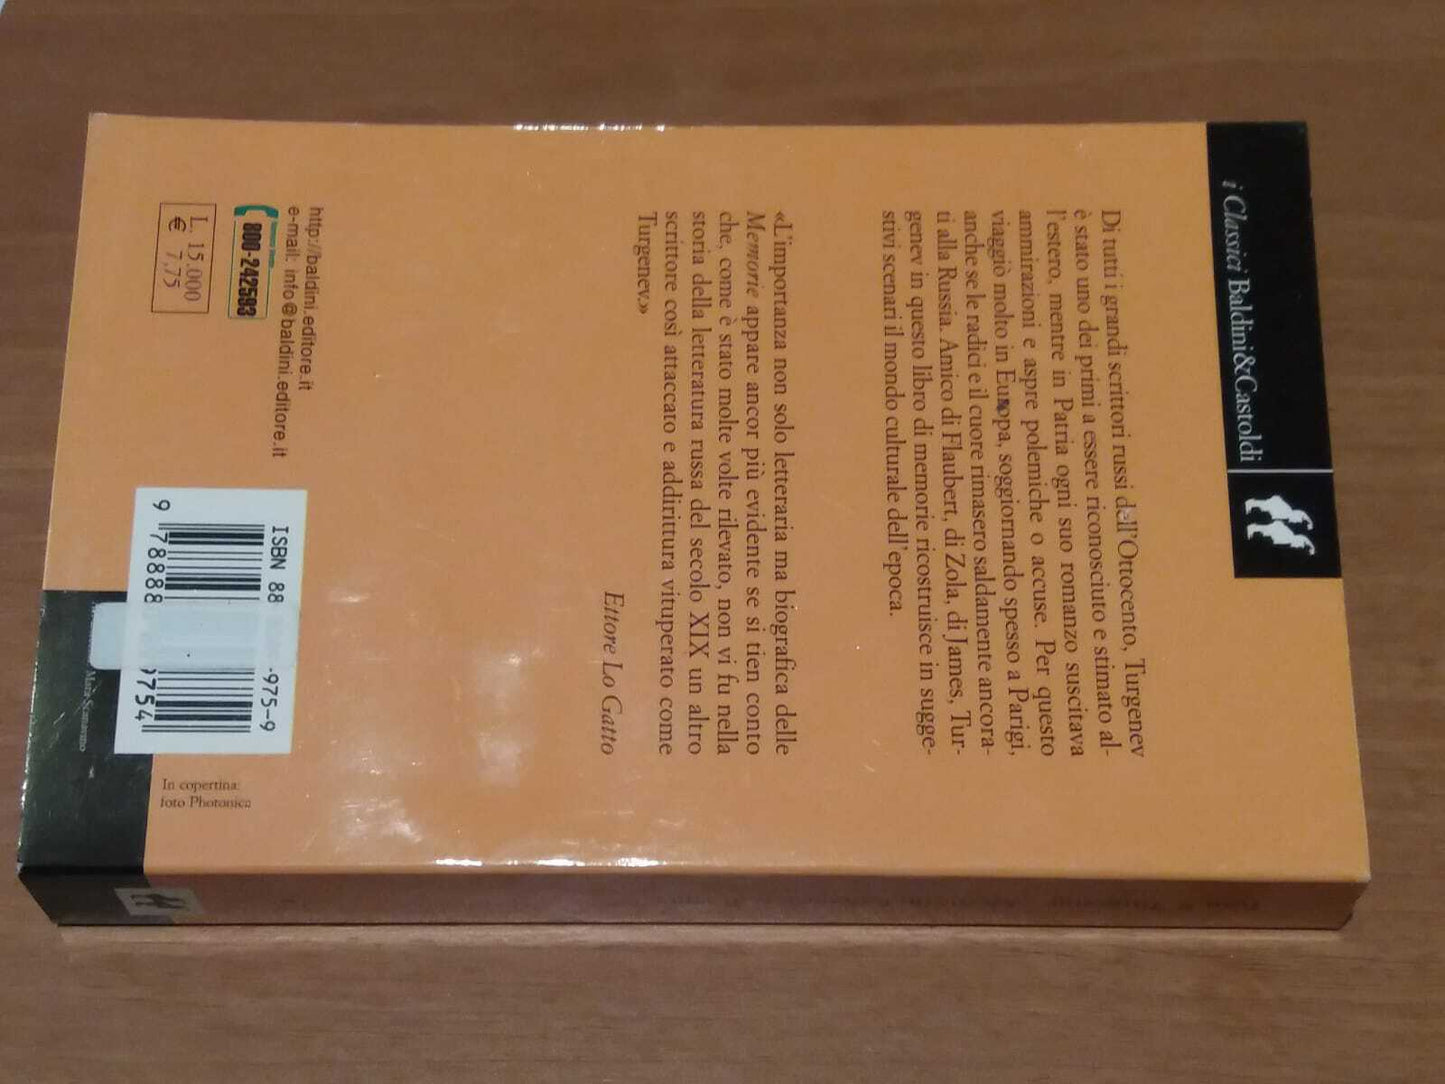 i Classici Baldini&Castoldi
Di tutti i grandi scrittori russi dell'Ottocento, Turgenev
è stato uno dei primi a essere riconosciuto e stimato al-
l'estero, mentre in Patria ogni suo romanzo suscitava
ammirazioni e aspre polemiche o accuse. Per questo
viaggiò molto in Europa, soggiornando spesso a Parigi,
anche se le radici e il cuore rimasero saldamente ancora-
ti alla Russia. Amico di Flaubert, di Zola, di James, Tur-
genev in questo libro di memorie ricostruisce in sugge-
stivi scenari il mondo culturale dell'epoca.
«L'importanza non solo letteraria ma biografica delle
Memorie appare ancor più evidente se si tien conto
che, come è stato molte volte rilevato, non vi fu nella
storia della letteratura russa del secolo XIX un altro
scrittore così attaccato e addirittura vituperato come
Turgenev.»
Ettore Lo Gatto
http://baldini.editore.it
e-mail: info@baldini.editore.it
800-242583
L. 15.000
€ 7,75
ISBN 88 -975-9
9 78888 9754
Mara Scanavino
In copertina:
foto Photonica